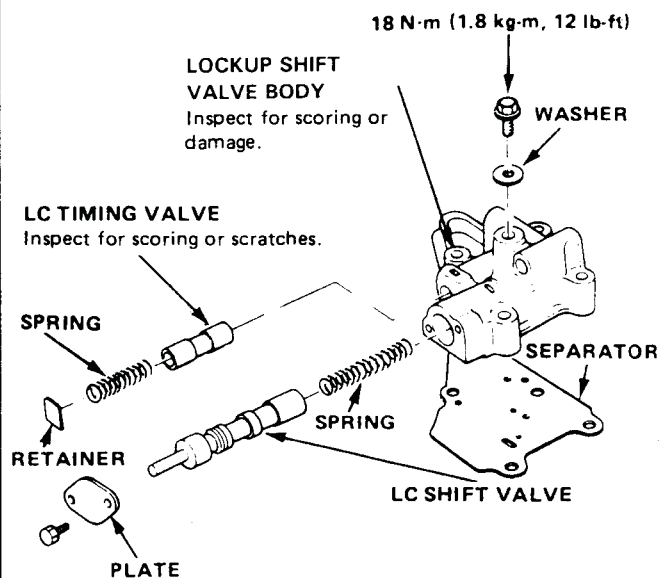 18 N·m (1.8 kg-m, 12 lb-ft)
LOCKUP SHIFT
VALVE BODY
Inspect for scoring or
damage.
WASHER
LC TIMING VALVE
Inspect for scoring or scratches.
SPRING
SEPARATOR
SPRING
RETAINER
LC SHIFT VALVE
PLATE